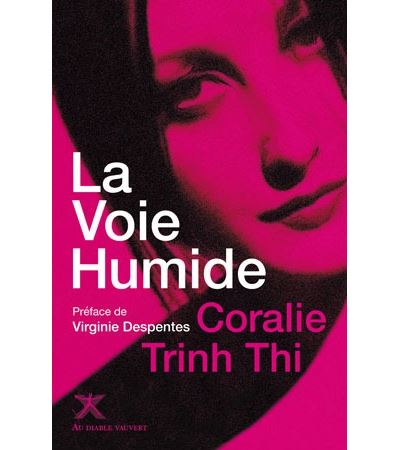 La
Voie
Humide
Préface de
Virginie Despentes
Coralie
Trinh Thi
AU DIABLE VAUVERT